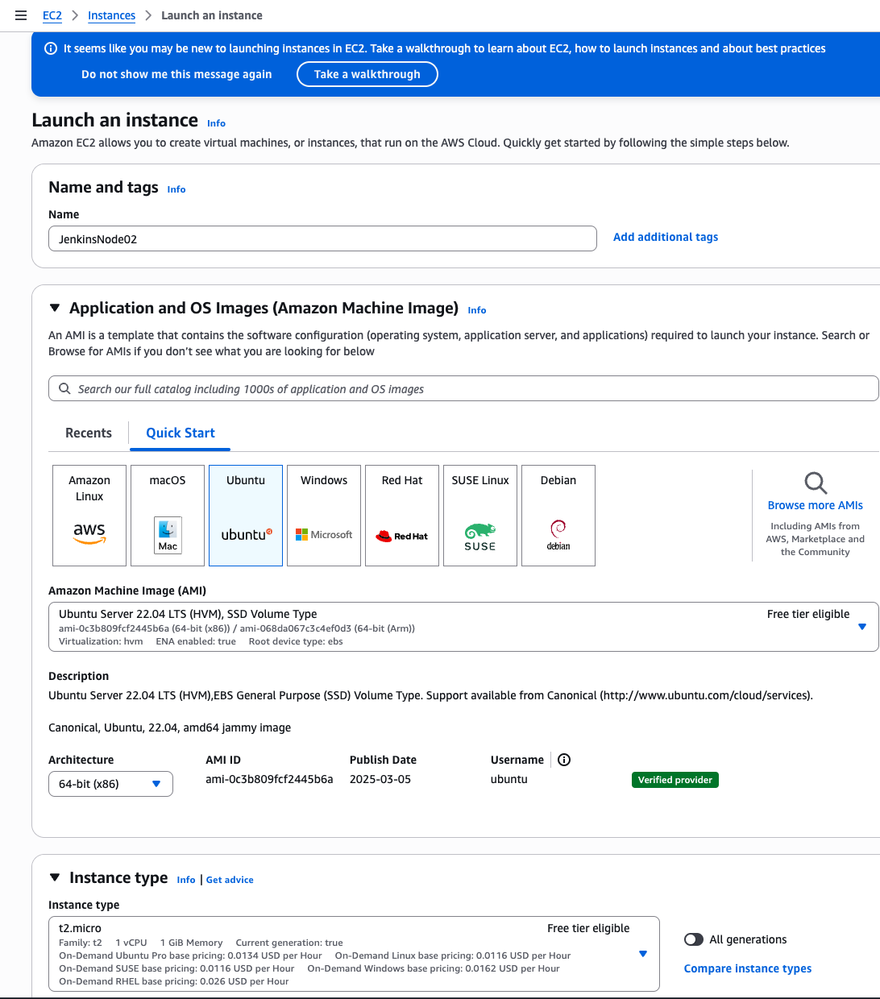 EC2 > Instances > Launch an instance
It seems like you may be new to launching instances in EC2. Take a walkthrough to learn about EC2, how to launch instances and about best practices
Do not show me this message again Take a walkthrough
Launch an instance Info
Amazon EC2 allows you to create virtual machines, or instances, that run on the AWS Cloud. Quickly get started by following the simple steps below.
Name and tags Info
Name
JenkinsNode02
Add additional tags
Application and OS Images (Amazon Machine Image) Info
An AMI is a template that contains the software configuration (operating system, application server, and applications) required to launch your instance. Search or
Browse for AMIs if you don't see what you are looking for below
Search our full catalog including 1000s of application and OS images
Recents Quick Start
Amazon
Linux
aws
macOS
Mac
Ubuntu
ubuntu
Windows
Microsoft
Red Hat
Red Hat
SUSE Linux
SUSE
Debian
debian
Browse more AMIs
Including AMIs from
AWS, Marketplace and
the Community
Amazon Machine Image (AMI)
Ubuntu Server 22.04 LTS (HVM), SSD Volume Type Free tier eligible
ami-0c3b809fcf2445b6a (64-bit (x86)) / ami-068da067c3c4ef0d3 (64-bit (Arm))
Virtualization: hvm ENA enabled: true Root device type: ebs
Description
Ubuntu Server 22.04 LTS (HVM),EBS General Purpose (SSD) Volume Type. Support available from Canonical (http://www.ubuntu.com/cloud/services).
Canonical, Ubuntu, 22.04, amd64 jammy image
Architecture AMI ID Publish Date Username
64-bit (x86) ami-0c3b809fcf2445b6a 2025-03-05 ubuntu Verified provider
Instance type Info | Get advice
Instance type
t2.micro Free tier eligible
Family: t2 1 vCPU 1 GiB Memory Current generation: true
On-Demand Ubuntu Pro base pricing: 0.0134 USD per Hour On-Demand Linux base pricing: 0.0116 USD per Hour
On-Demand SUSE base pricing: 0.0116 USD per Hour On-Demand Windows base pricing: 0.0162 USD per Hour
On-Demand RHEL base pricing: 0.026 USD per Hour
All generations
Compare instance types